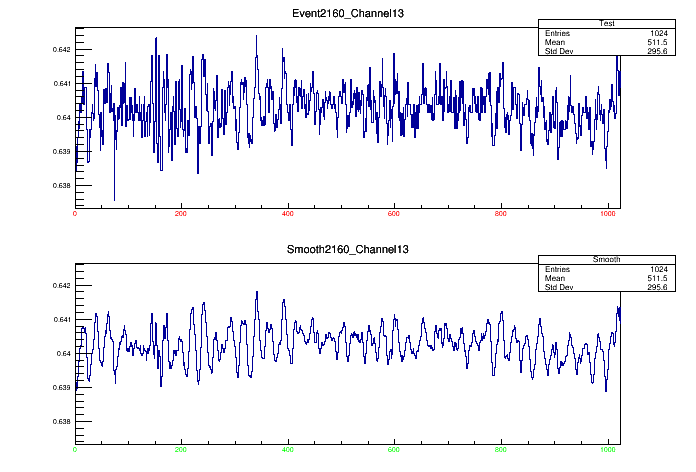 Event2160_Channel13
Test
Entries 1024
Mean 511.5
Std Dev 295.6
0.642
0.641
0.64
0.639
0.638
0 200 400 600 800 1000
Smooth2160_Channel13
Smooth
Entries 1024
Mean 511.5
Std Dev 295.6
0.642
0.641
0.64
0.639
0.638
0 200 400 600 800 1000